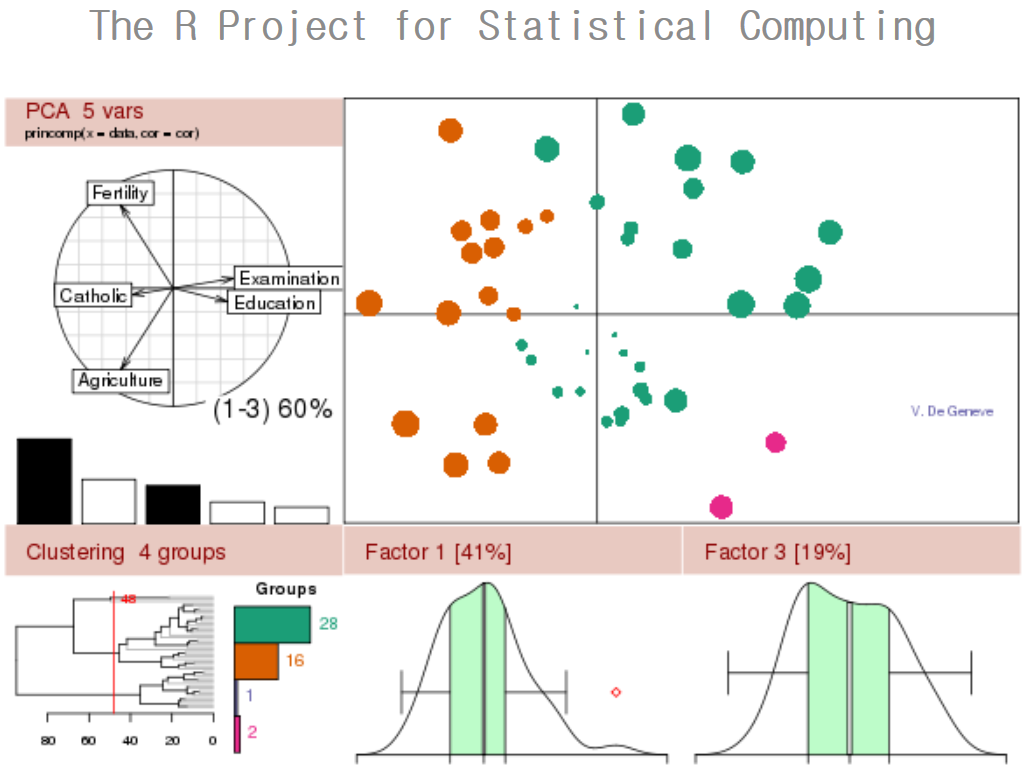 The R Project for Statistical Computing
PCA 5 vars
princomp(x = data, cor = cor)
Fertility
Examination
Catholic
Education
Agriculture
(1-3) 60%
V. De Geneve
Clustering 4 groups
Factor 1 [41%]
Factor 3 [19%]
Groups
48
28
16
1
2
80 60 40 20 0